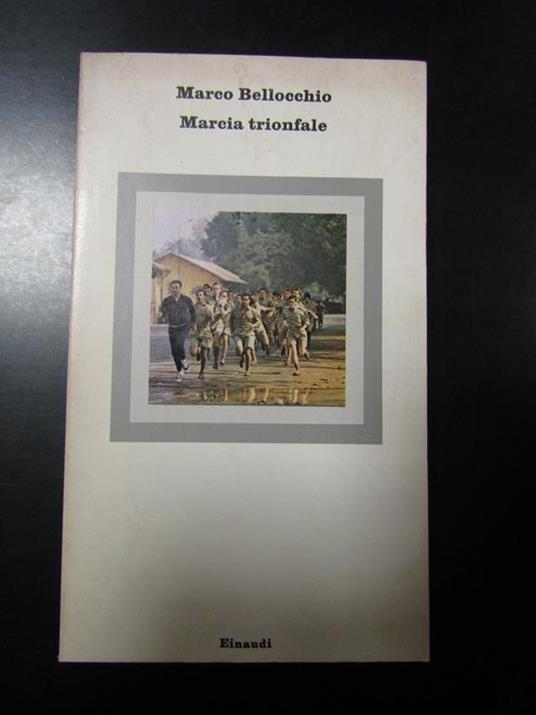 Marco Bellocchio
Marcia trionfale
Einaudi